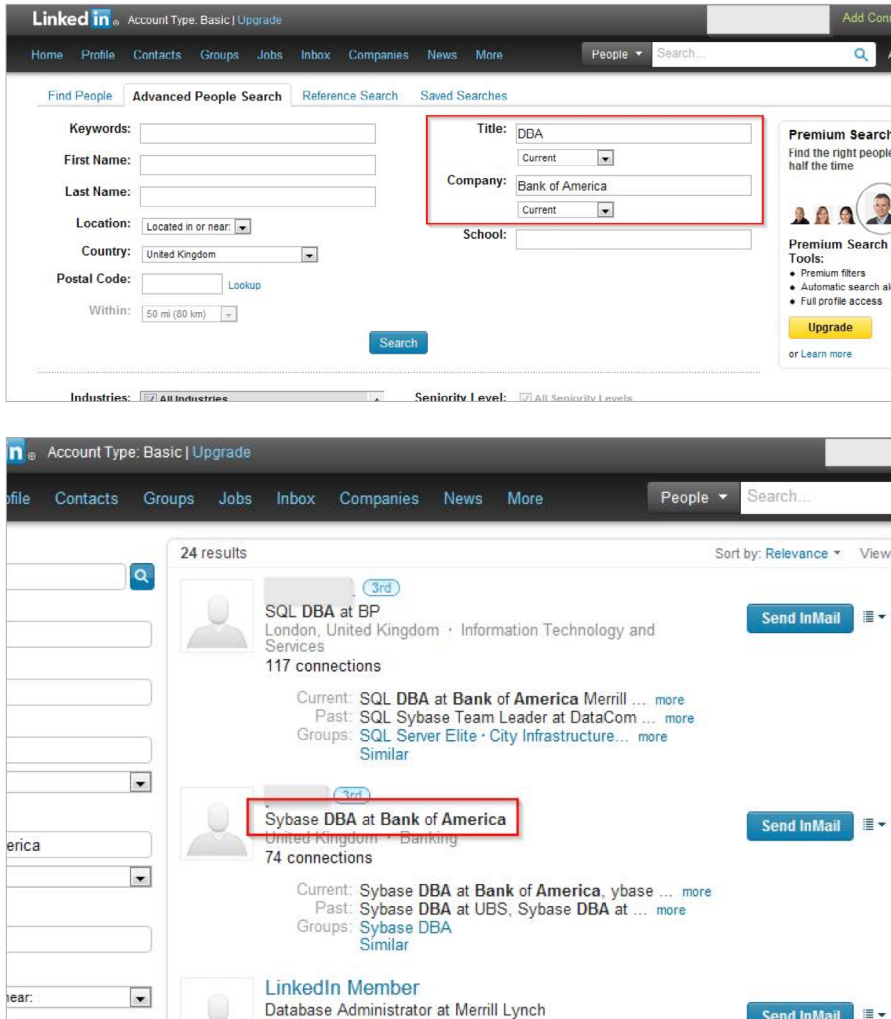 Linked in ® Account Type: Basic | Upgrade
Add Conn
Home Profile Contacts Groups Jobs Inbox Companies News More People Search...
Find People Advanced People Search Reference Search Saved Searches
Keywords:
First Name:
Last Name:
Location: Located in or near:
Country: United Kingdom
Postal Code: Lookup
Within: 50 mi (80 km)
Title: DBA
Current
Company: Bank of America
Current
School:
Search
Premium Search
Find the right people
half the time
Premium Search
Tools:
• Premium filters
• Automatic search al
• Full profile access
Upgrade
or Learn more
Industries: All Industries
Seniority Level: All Seniority Levels
in ® Account Type: Basic | Upgrade
ofile Contacts Groups Jobs Inbox Companies News More People Search...
erica
near:
24 results Sort by: Relevance View
3rd
SQL DBA at BP
London, United Kingdom · Information Technology and
Services
117 connections
Send InMail
Current: SQL DBA at Bank of America Merrill ... more
Past: SQL Sybase Team Leader at DataCom ... more
Groups: SQL Server Elite · City Infrastructure... more
Similar
3rd
Sybase DBA at Bank of America
United Kingdom · Banking
74 connections
Send InMail
Current: Sybase DBA at Bank of America, ybase ... more
Past: Sybase DBA at UBS, Sybase DBA at ... more
Groups: Sybase DBA
Similar
LinkedIn Member
Database Administrator at Merrill Lynch
Send InMail